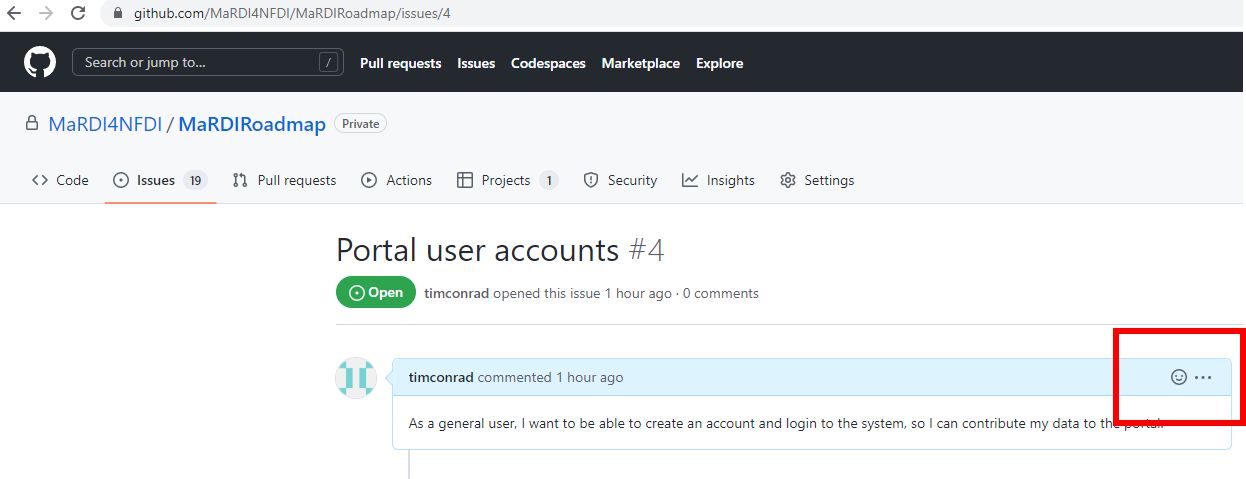 github.com/MaRDI4NFDI/MaRDIRoadmap/issues/4
Search or jump to... / Pull requests Issues Codespaces Marketplace Explore
MaRDI4NFDI / MaRDIRoadmap Private
Code Issues 19 Pull requests Actions Projects 1 Security Insights Settings
Portal user accounts #4
Open timconrad opened this issue 1 hour ago · 0 comments
timconrad commented 1 hour ago ...
As a general user, I want to be able to create an account and login to the system, so I can contribute my data to the portal.